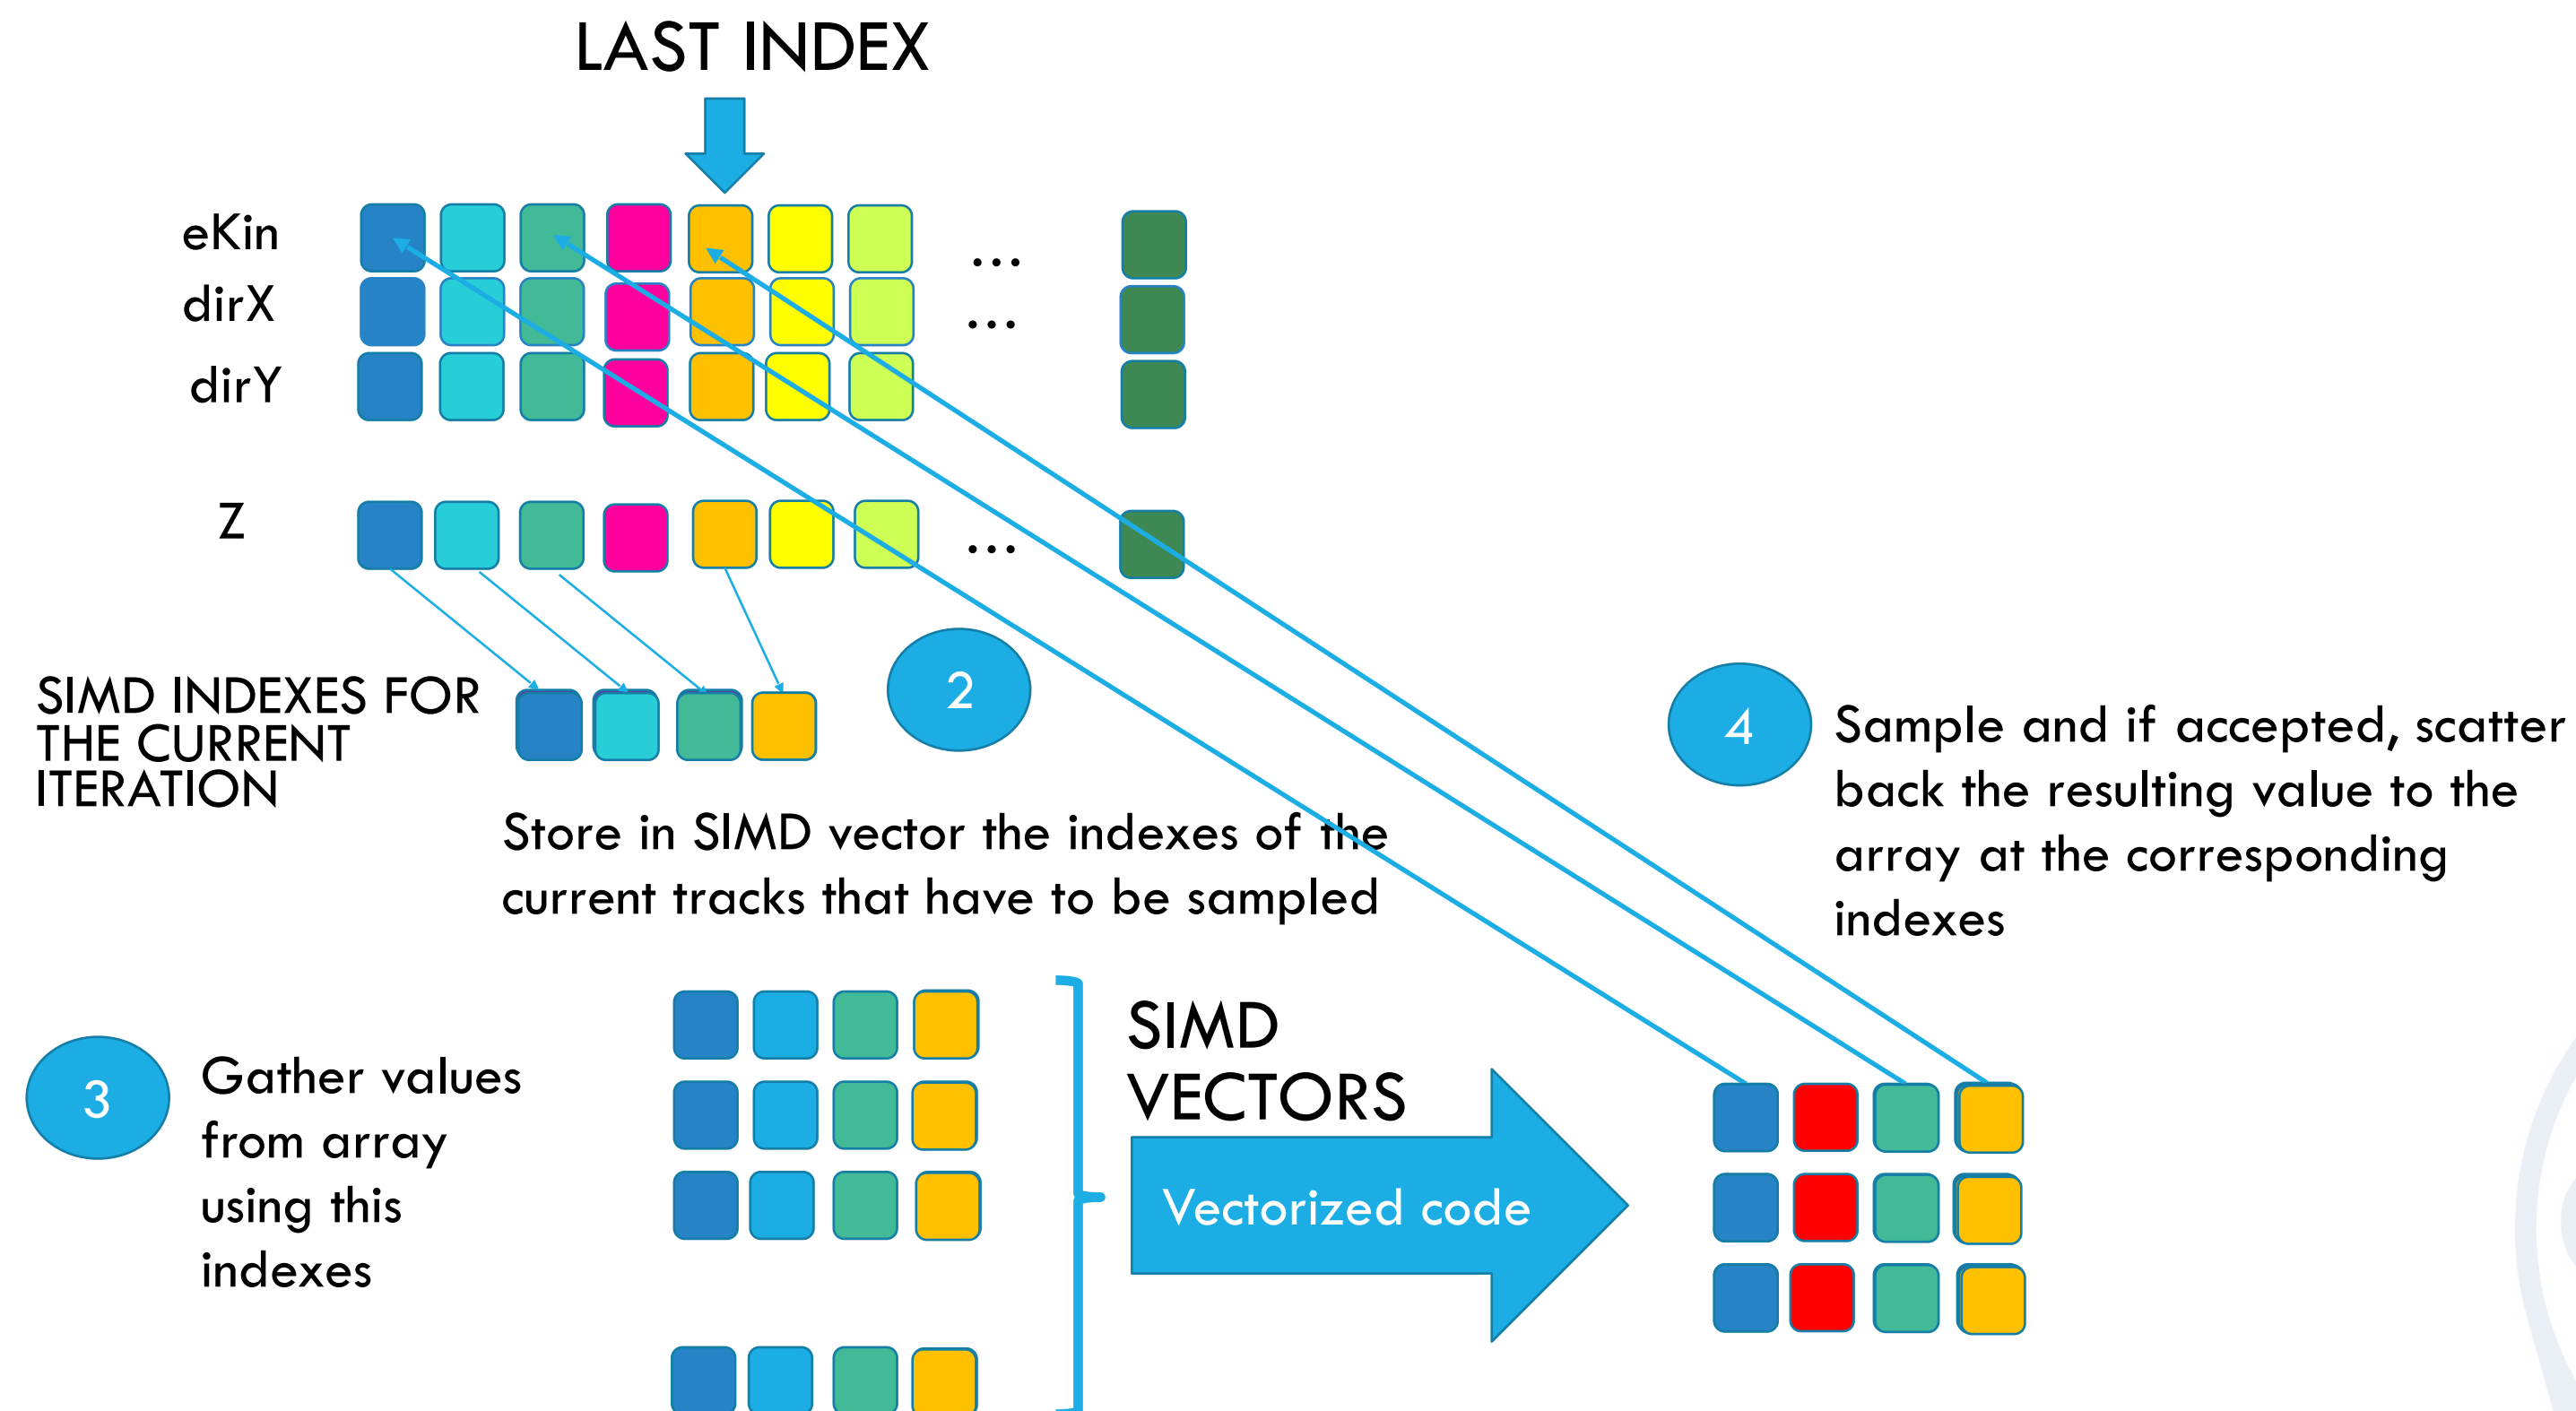 LAST INDEX
eKin
...
dirX
...
dirY
Z
...
SIMD INDEXES FOR
THE CURRENT
ITERATION
2
Store in SIMD vector the indexes of the
current tracks that have to be sampled
4
Sample and if accepted, scatter
back the resulting value to the
array at the corresponding
indexes
3
Gather values
from array
using this
indexes
SIMD
VECTORS
Vectorized code